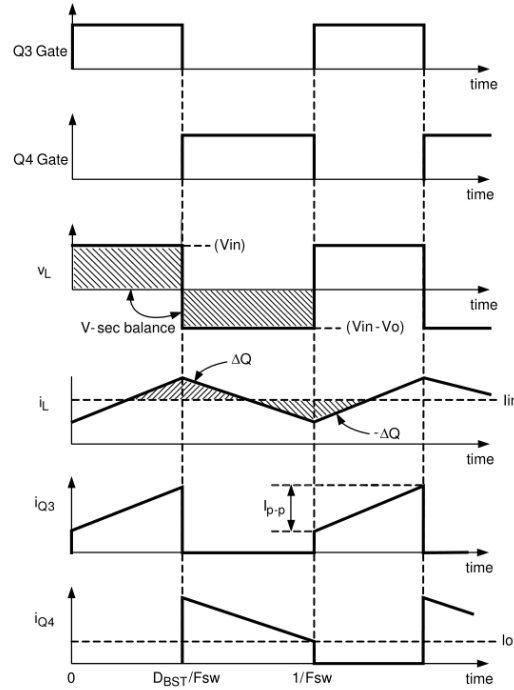 Q3 Gate
time
Q4 Gate
time
(Vin)
vL
V-sec balance
(Vin-Vo)
time
ΔQ
iL
Iin
-ΔQ
time
iQ3
Ip-p
time
iQ4
Io
time
0 DBST/Fsw 1/Fsw